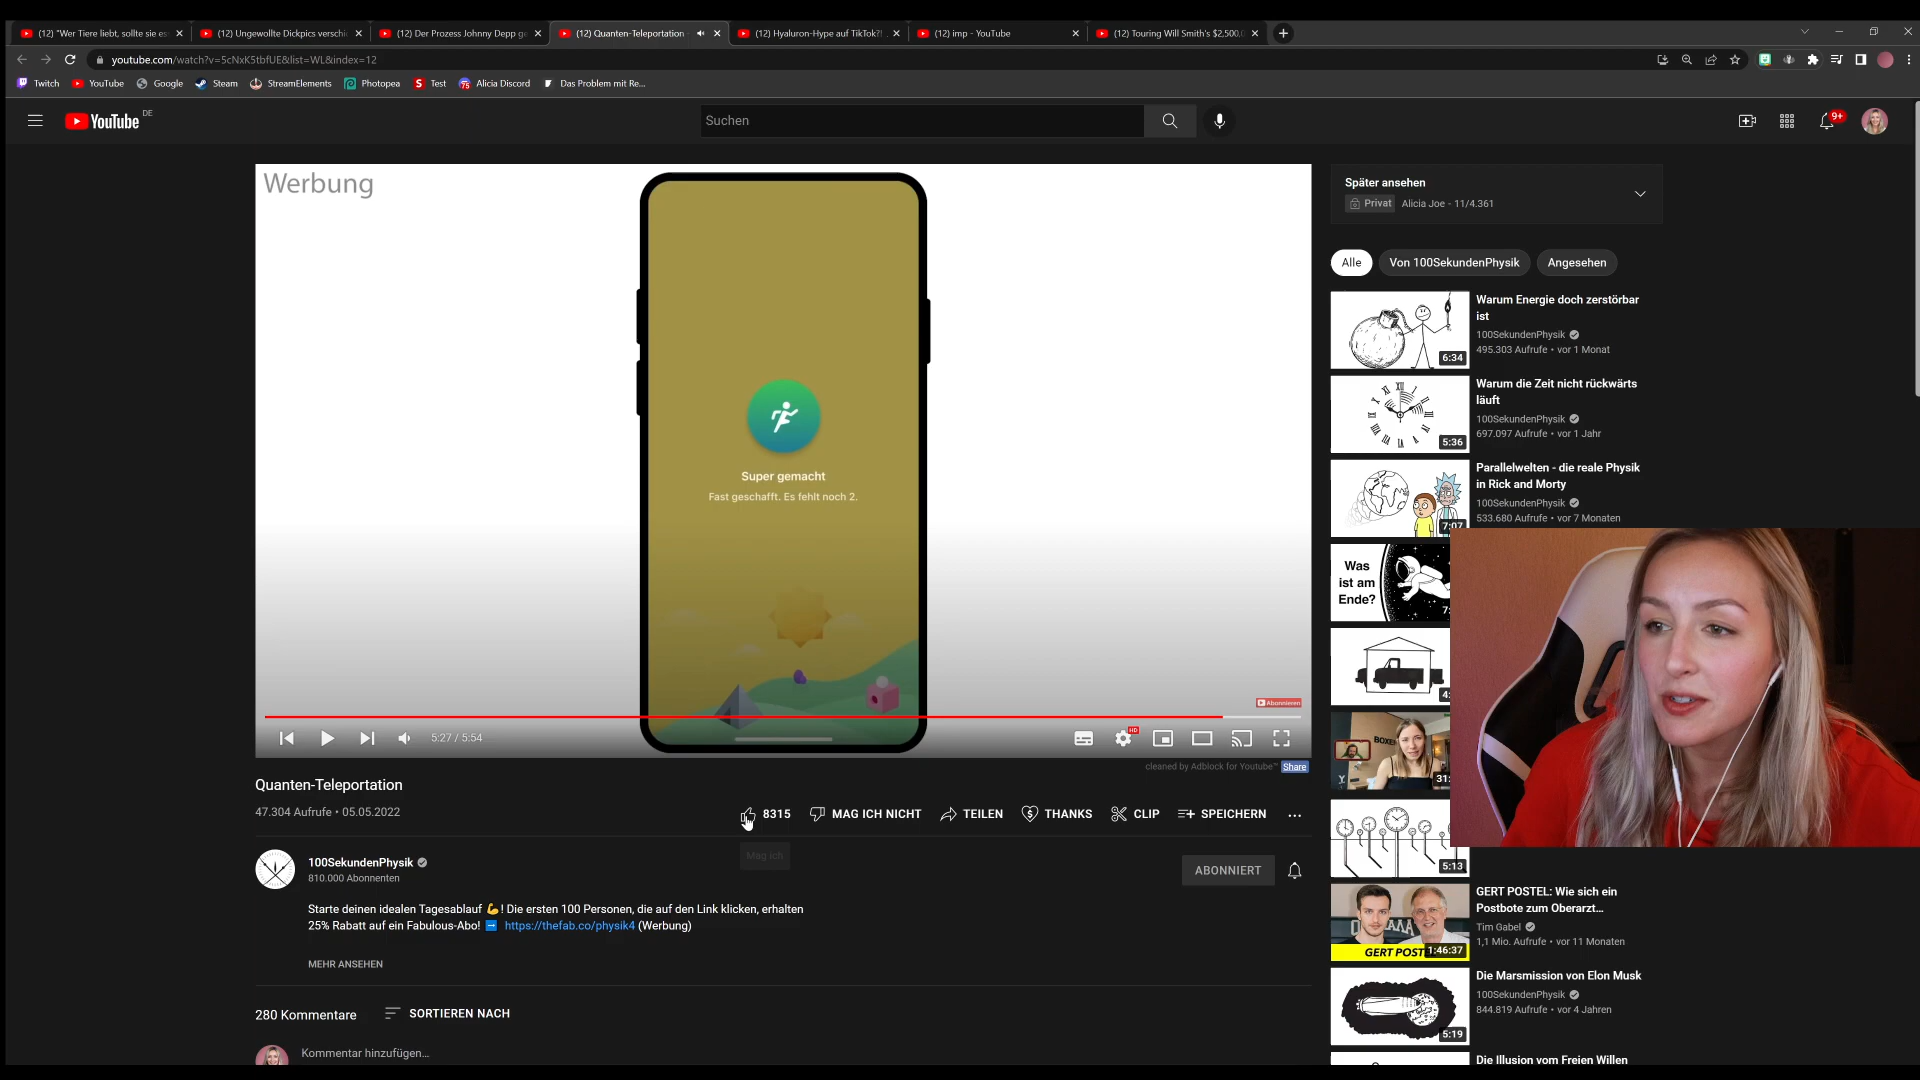 (12) "Wer Tiere liebt, sollte sie es
(12) Ungewollte Dickpics verschi
(12) Der Prozess Johnny Depp ge
(12) Quanten-Teleportation
(12) Hyaluron-Hype auf TikTok?!
(12) imp - YouTube
(12) Touring Will Smith's $2,500,
youtube.com/watch?v=5cNxK5tbfUE&list=WL&index=12
Twitch
YouTube
Google
Steam
StreamElements
Photopea
Test
Alicia Discord
Das Problem mit Re...
YouTube DE
Suchen
9+
Werbung
Super gemacht
Fast geschafft. Es fehlt noch 2.
Abonnieren
5:27 / 5:54
HD
cleaned by Adblock for Youtube™ Share
Quanten-Teleportation
47.304 Aufrufe • 05.05.2022
8315
MAG ICH NICHT
TEILEN
THANKS
CLIP
SPEICHERN
Mag ich
100SekundenPhysik
810.000 Abonnenten
ABONNIERT
Starte deinen idealen Tagesablauf 💪! Die ersten 100 Personen, die auf den Link klicken, erhalten
25% Rabatt auf ein Fabulous-Abo! ➡ https://thefab.co/physik4 (Werbung)
MEHR ANSEHEN
280 Kommentare
SORTIEREN NACH
Kommentar hinzufügen...
Später ansehen
Privat
Alicia Joe - 11/4.361
Alle
Von 100SekundenPhysik
Angesehen
Warum Energie doch zerstörbar
ist
100SekundenPhysik
495.303 Aufrufe • vor 1 Monat
6:34
Warum die Zeit nicht rückwärts
läuft
100SekundenPhysik
697.097 Aufrufe • vor 1 Jahr
5:36
Parallelwelten - die reale Physik
in Rick and Morty
100SekundenPhysik
533.680 Aufrufe • vor 7 Monaten
7:07
Was
ist am
Ende?
7:
4:
31:
5:13
GERT POSTEL: Wie sich ein
Postbote zum Oberarzt...
Tim Gabel
1,1 Mio. Aufrufe • vor 11 Monaten
GERT POST
1:46:37
Die Marsmission von Elon Musk
100SekundenPhysik
844.819 Aufrufe • vor 4 Jahren
5:19
Die Illusion vom Freien Willen